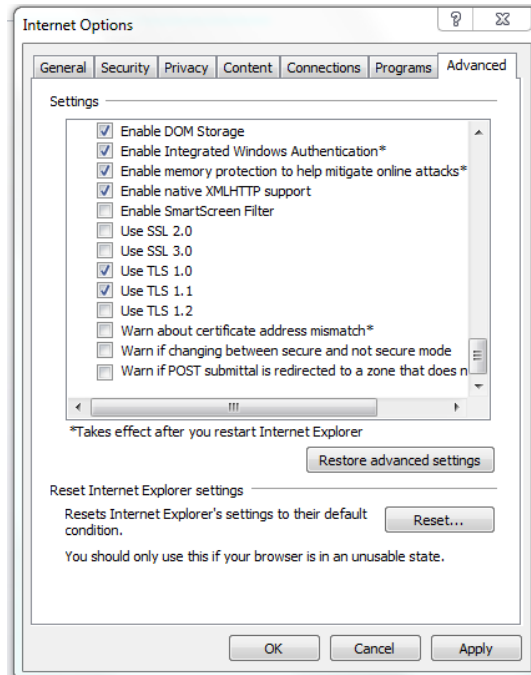 Internet Options
General Security Privacy Content Connections Programs Advanced
Settings
Enable DOM Storage
Enable Integrated Windows Authentication*
Enable memory protection to help mitigate online attacks*
Enable native XMLHTTP support
Enable SmartScreen Filter
Use SSL 2.0
Use SSL 3.0
Use TLS 1.0
Use TLS 1.1
Use TLS 1.2
Warn about certificate address mismatch*
Warn if changing between secure and not secure mode
Warn if POST submittal is redirected to a zone that does n
*Takes effect after you restart Internet Explorer
Restore advanced settings
Reset Internet Explorer settings
Resets Internet Explorer's settings to their default
condition.
Reset...
You should only use this if your browser is in an unusable state.
OK Cancel Apply